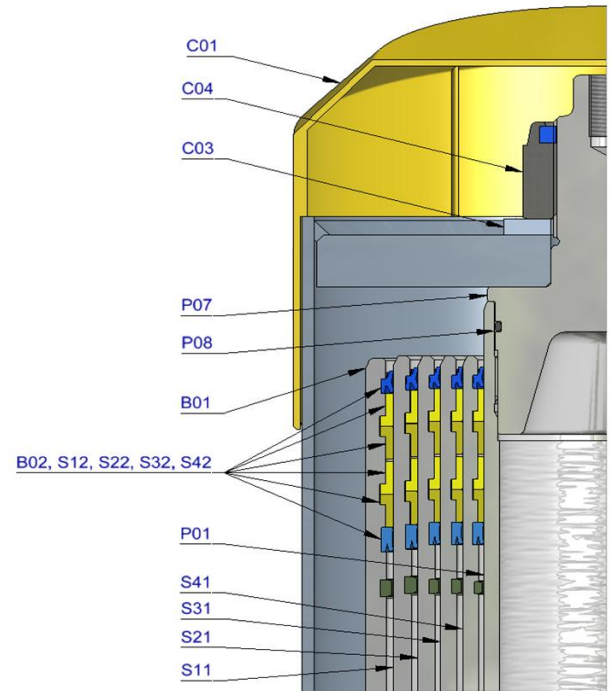 C01
C04
C03
P07
P08
B01
B02, S12, S22, S32, S42
P01
S41
S31
S21
S11